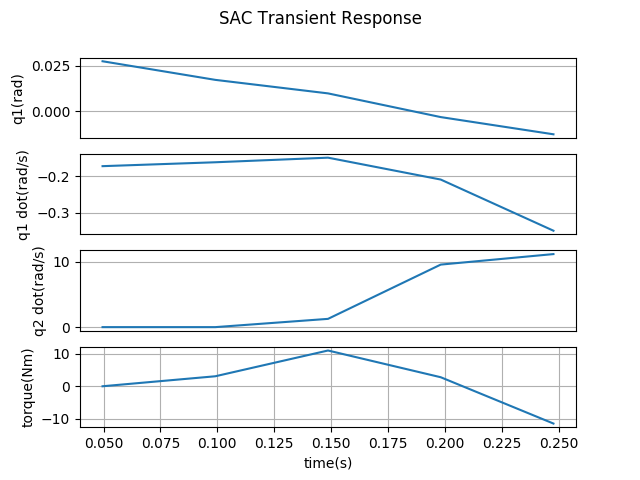 SAC Transient Response
0.025
0.000
q1(rad)
−0.2
−0.3
q1 dot(rad/s)
10
0
q2 dot(rad/s)
10
0
−10
torque(Nm)
0.050 0.075 0.100 0.125 0.150 0.175 0.200 0.225 0.250
time(s)